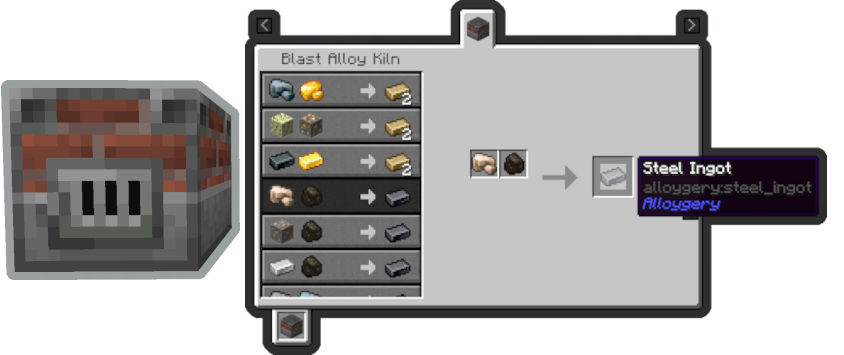 Blast Alloy Kiln
2
2
2
Steel Ingot
alloygery:steel_ingot
Alloygery